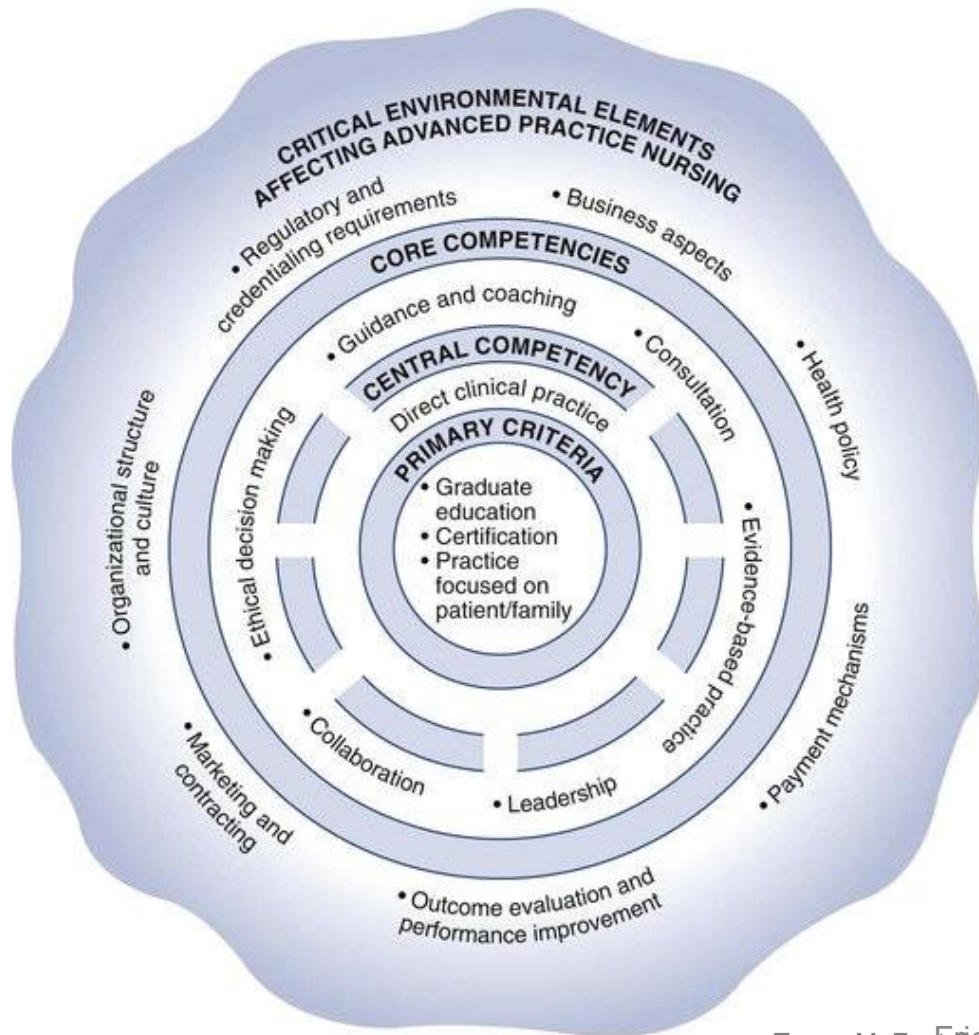 CRITICAL ENVIRONMENTAL ELEMENTS
AFFECTING ADVANCED PRACTICE NURSING
• Regulatory and
credentialing requirements
• Business aspects
• Health policy
• Payment mechanisms
• Outcome evaluation and
performance improvement
• Marketing and
contracting
• Organizational structure
and culture
CORE COMPETENCIES
• Guidance and coaching
• Consultation
• Evidence-based practice
• Leadership
• Collaboration
• Ethical decision making
CENTRAL COMPETENCY
Direct clinical practice
PRIMARY CRITERIA
• Graduate
education
• Certification
• Practice
focused on
patient/family